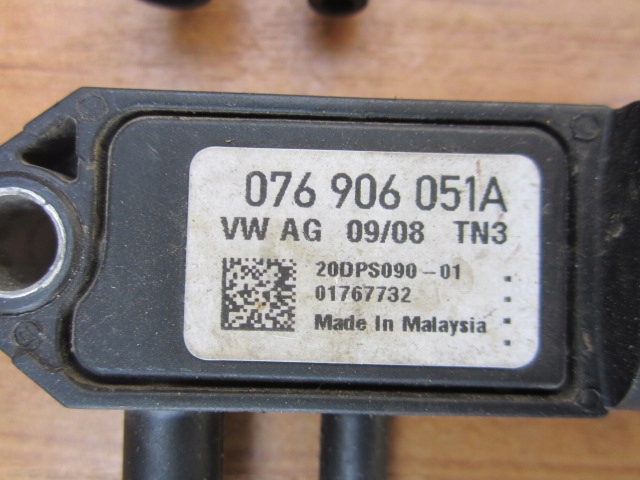 076 906 051A
VW AG 09/08 TN3
20DPS090-01
01767732
Made In Malaysia